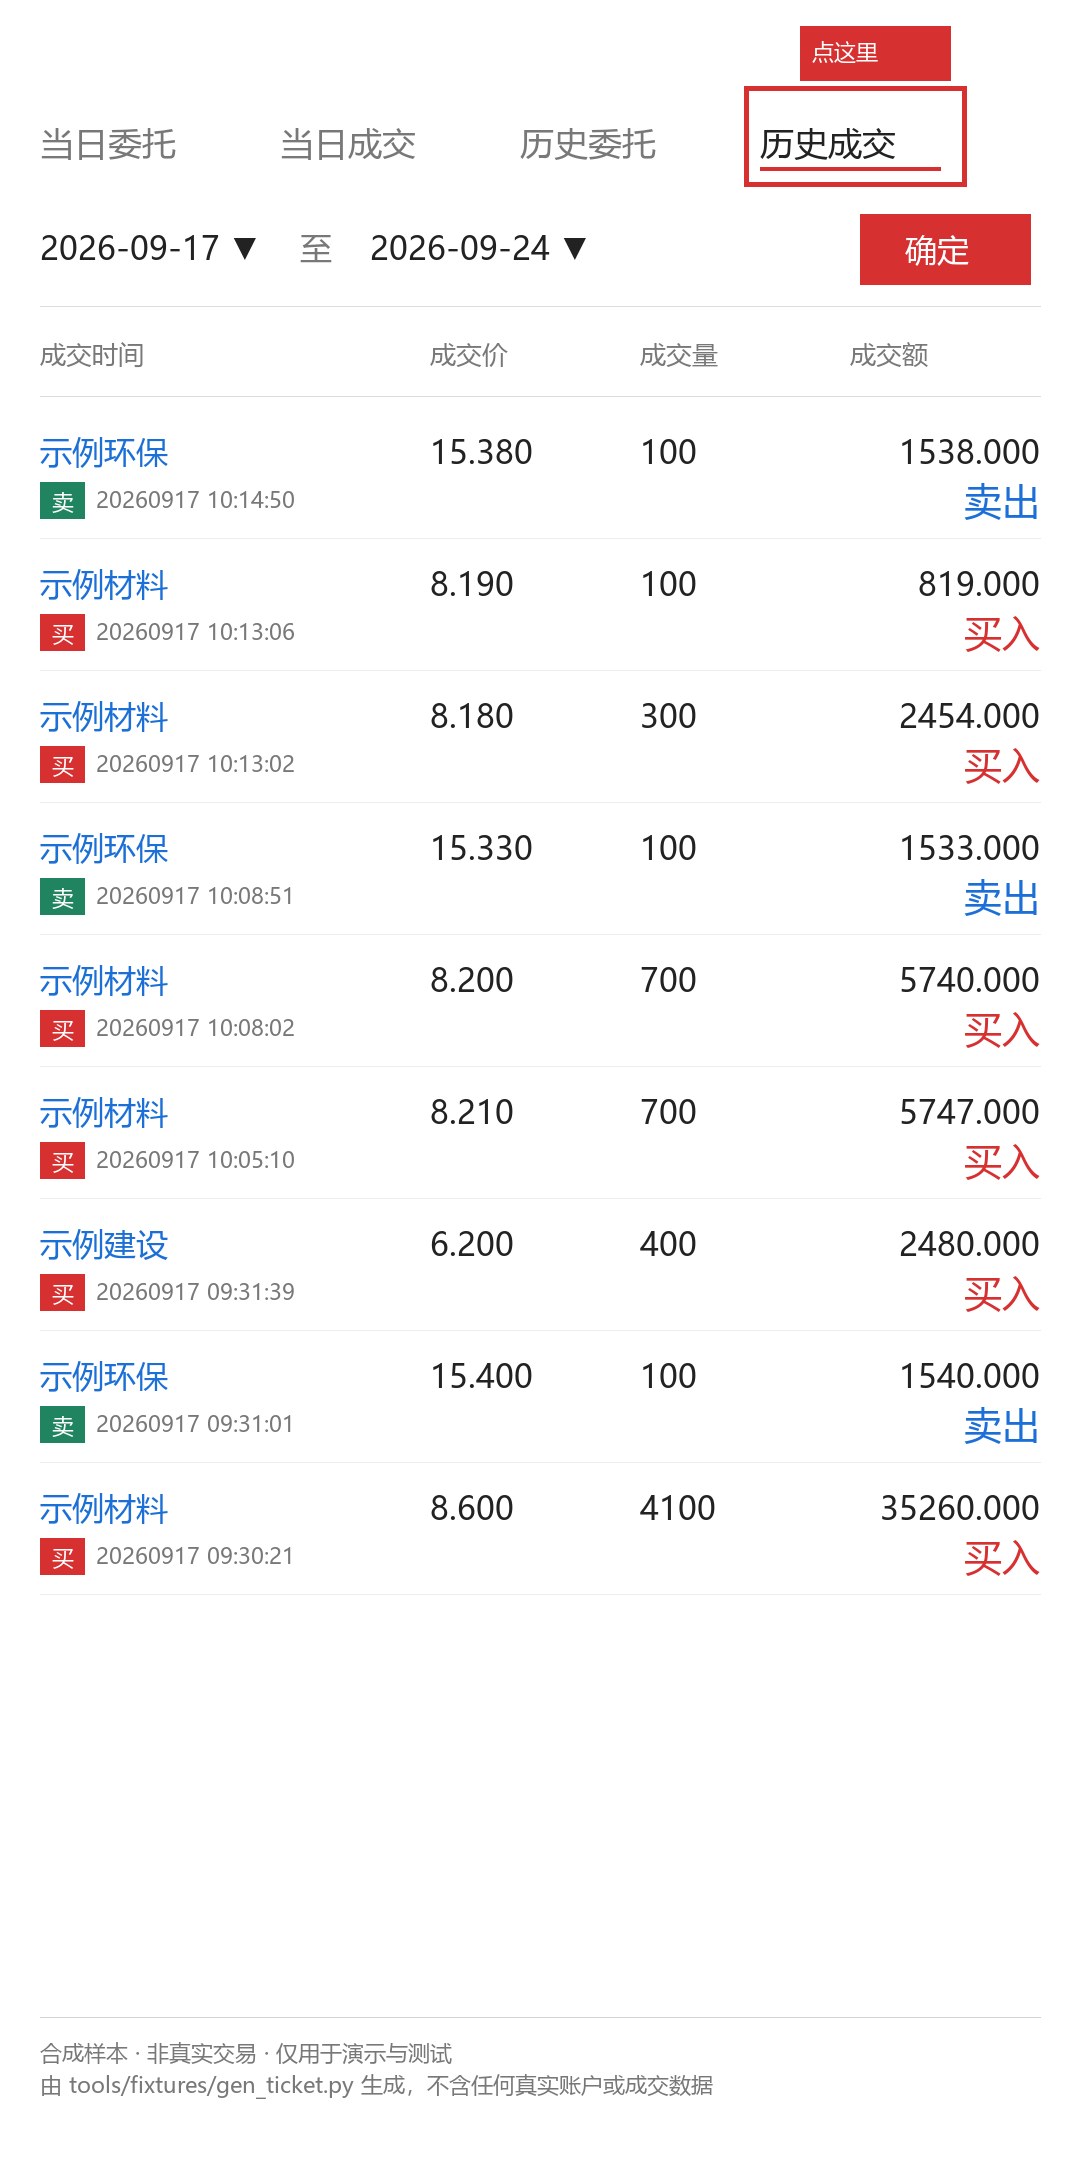 点这里
当日委托 当日成交 历史委托 历史成交
2026-09-17 ▼ 至 2026-09-24 ▼ 确定
成交时间 成交价 成交量 成交额
示例环保 15.380 100 1538.000
卖 20260917 10:14:50 卖出
示例材料 8.190 100 819.000
买 20260917 10:13:06 买入
示例材料 8.180 300 2454.000
买 20260917 10:13:02 买入
示例环保 15.330 100 1533.000
卖 20260917 10:08:51 卖出
示例材料 8.200 700 5740.000
买 20260917 10:08:02 买入
示例材料 8.210 700 5747.000
买 20260917 10:05:10 买入
示例建设 6.200 400 2480.000
买 20260917 09:31:39 买入
示例环保 15.400 100 1540.000
卖 20260917 09:31:01 卖出
示例材料 8.600 4100 35260.000
买 20260917 09:30:21 买入
合成样本 · 非真实交易 · 仅用于演示与测试
由 tools/fixtures/gen_ticket.py 生成，不含任何真实账户或成交数据